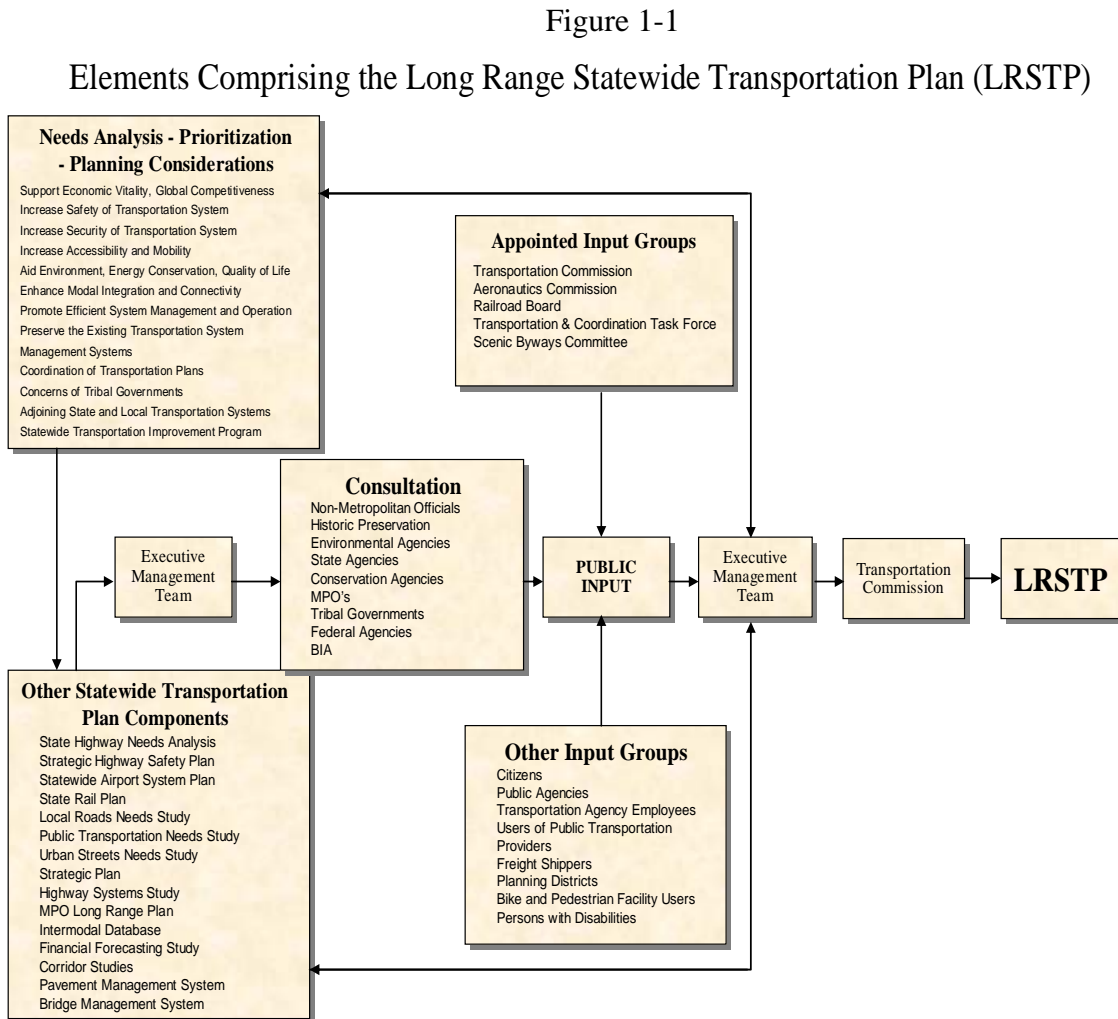 Figure 1-1
Elements Comprising the Long Range Statewide Transportation Plan (LRSTP)
Needs Analysis - Prioritization
- Planning Considerations
Support Economic Vitality, Global Competitiveness
Increase Safety of Transportation System
Increase Security of Transportation System
Increase Accessibility and Mobility
Aid Environment, Energy Conservation, Quality of Life
Enhance Modal Integration and Connectivity
Promote Efficient System Management and Operation
Preserve the Existing Transportation System
Management Systems
Coordination of Transportation Plans
Concerns of Tribal Governments
Adjoining State and Local Transportation Systems
Statewide Transportation Improvement Program
Appointed Input Groups
Transportation Commission
Aeronautics Commission
Railroad Board
Transportation & Coordination Task Force
Scenic Byways Committee
Executive
Management
Team
Consultation
Non-Metropolitan Officials
Historic Preservation
Environmental Agencies
State Agencies
Conservation Agencies
MPO's
Tribal Governments
Federal Agencies
BIA
PUBLIC
INPUT
Executive
Management
Team
Transportation
Commission
LRSTP
Other Statewide Transportation
Plan Components
State Highway Needs Analysis
Strategic Highway Safety Plan
Statewide Airport System Plan
State Rail Plan
Local Roads Needs Study
Public Transportation Needs Study
Urban Streets Needs Study
Strategic Plan
Highway Systems Study
MPO Long Range Plan
Intermodal Database
Financial Forecasting Study
Corridor Studies
Pavement Management System
Bridge Management System
Other Input Groups
Citizens
Public Agencies
Transportation Agency Employees
Users of Public Transportation
Providers
Freight Shippers
Planning Districts
Bike and Pedestrian Facility Users
Persons with Disabilities